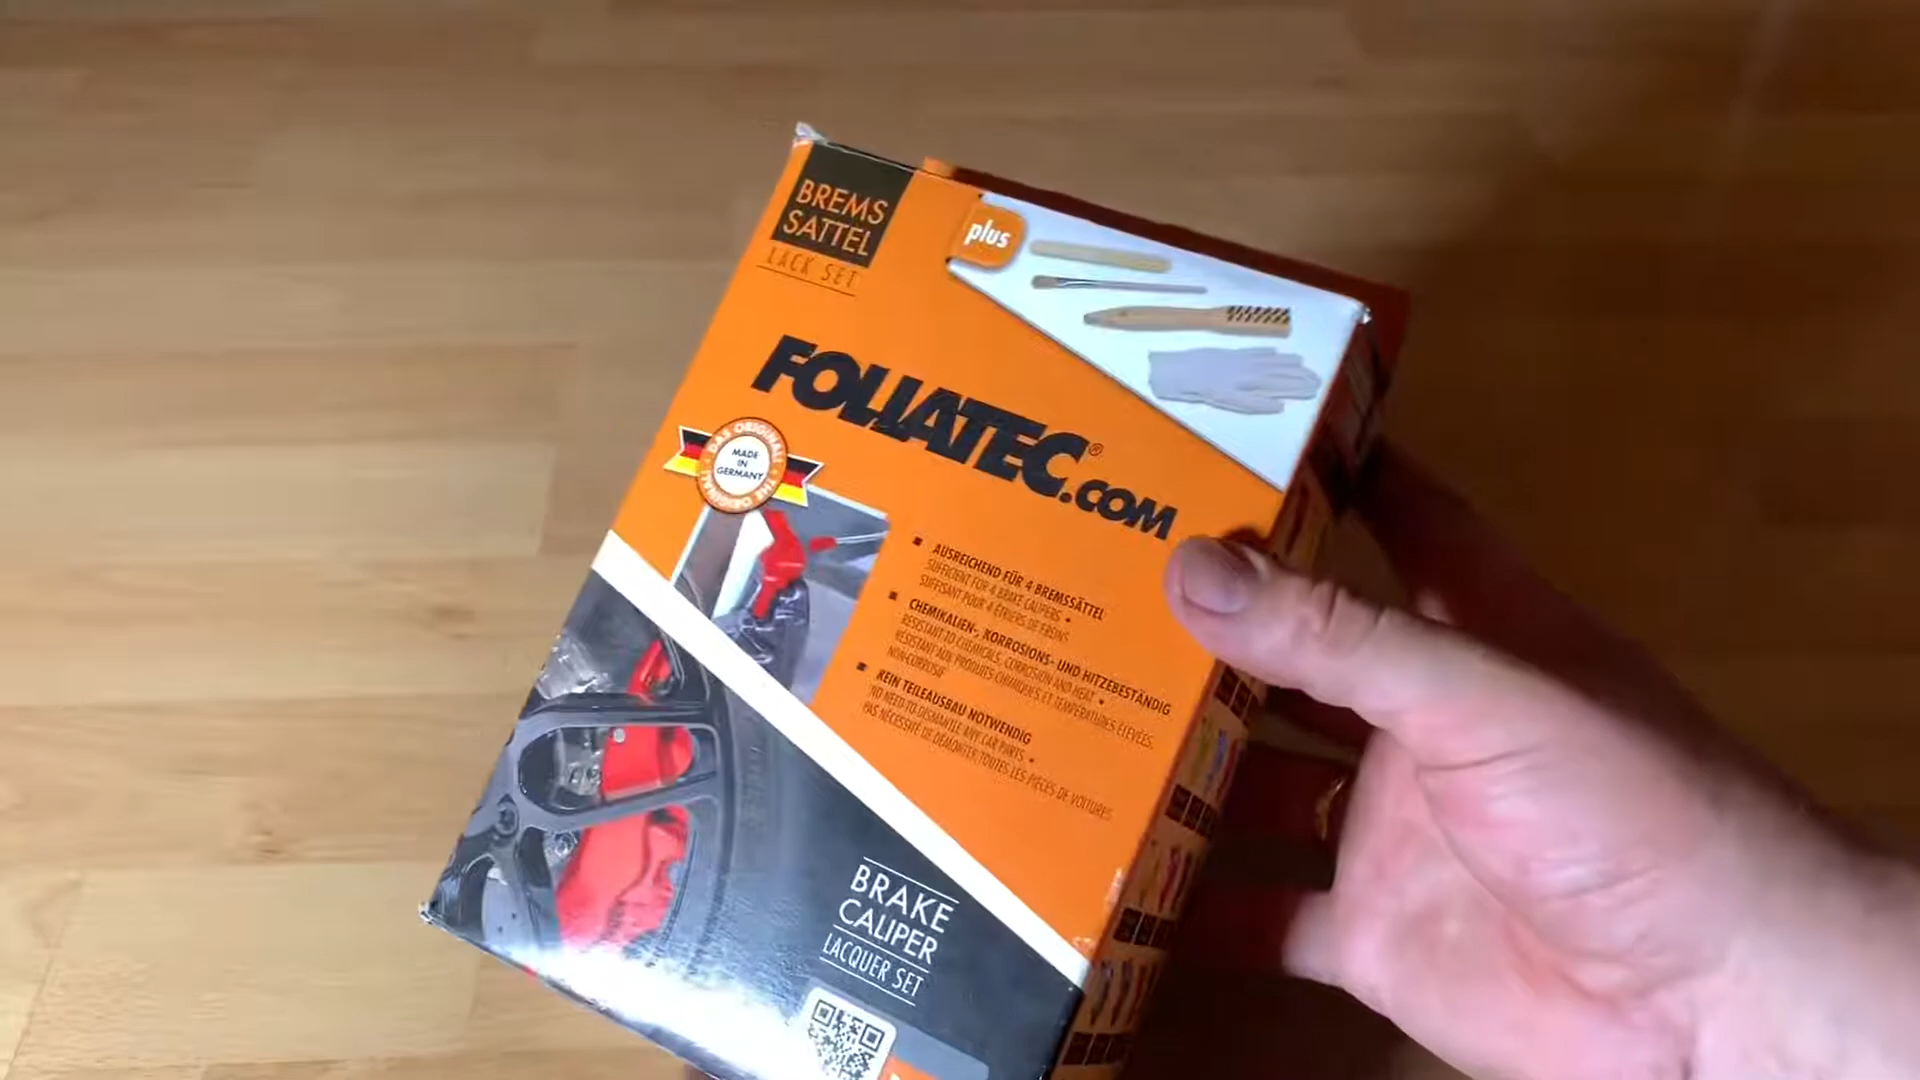 BREMS
SATTEL
LACK SET
plus
FOLIATEC®.COM
DAS ORIGINAL!
MADE
IN
GERMANY
THE ORIGINAL!
AUSREICHEND FÜR 4 BREMSSÄTTEL
SUFFICIENT FOR 4 BRAKE CALIPERS •
SUFFISANT POUR 4 ÉTRIERS DE FREINS
CHEMIKALIEN-, KORROSIONS- UND HITZEBESTÄNDIG
RESISTANT TO CHEMICALS, CORROSION AND HEAT •
RÉSISTANT AUX PRODUITS CHIMIQUES ET TEMPÉRATURES ÉLEVÉES,
NON-CORROSIF
KEIN TEILEAUSBAU NOTWENDIG
NO NEED TO DISMANTLE ANY CAR PARTS •
PAS NÉCESSITÉ DE DÉMONTER TOUTES LES PIÈCES DE VOITURES
BRAKE
CALIPER
LACQUER SET